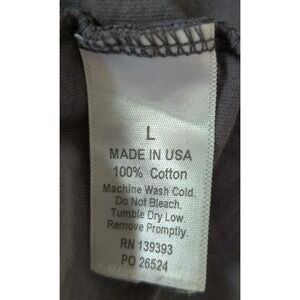 L
MADE IN USA
100% Cotton
Machine Wash Cold.
Do Not Bleach.
Tumble Dry Low.
Remove Promptly.
RN 139393
PO 26524